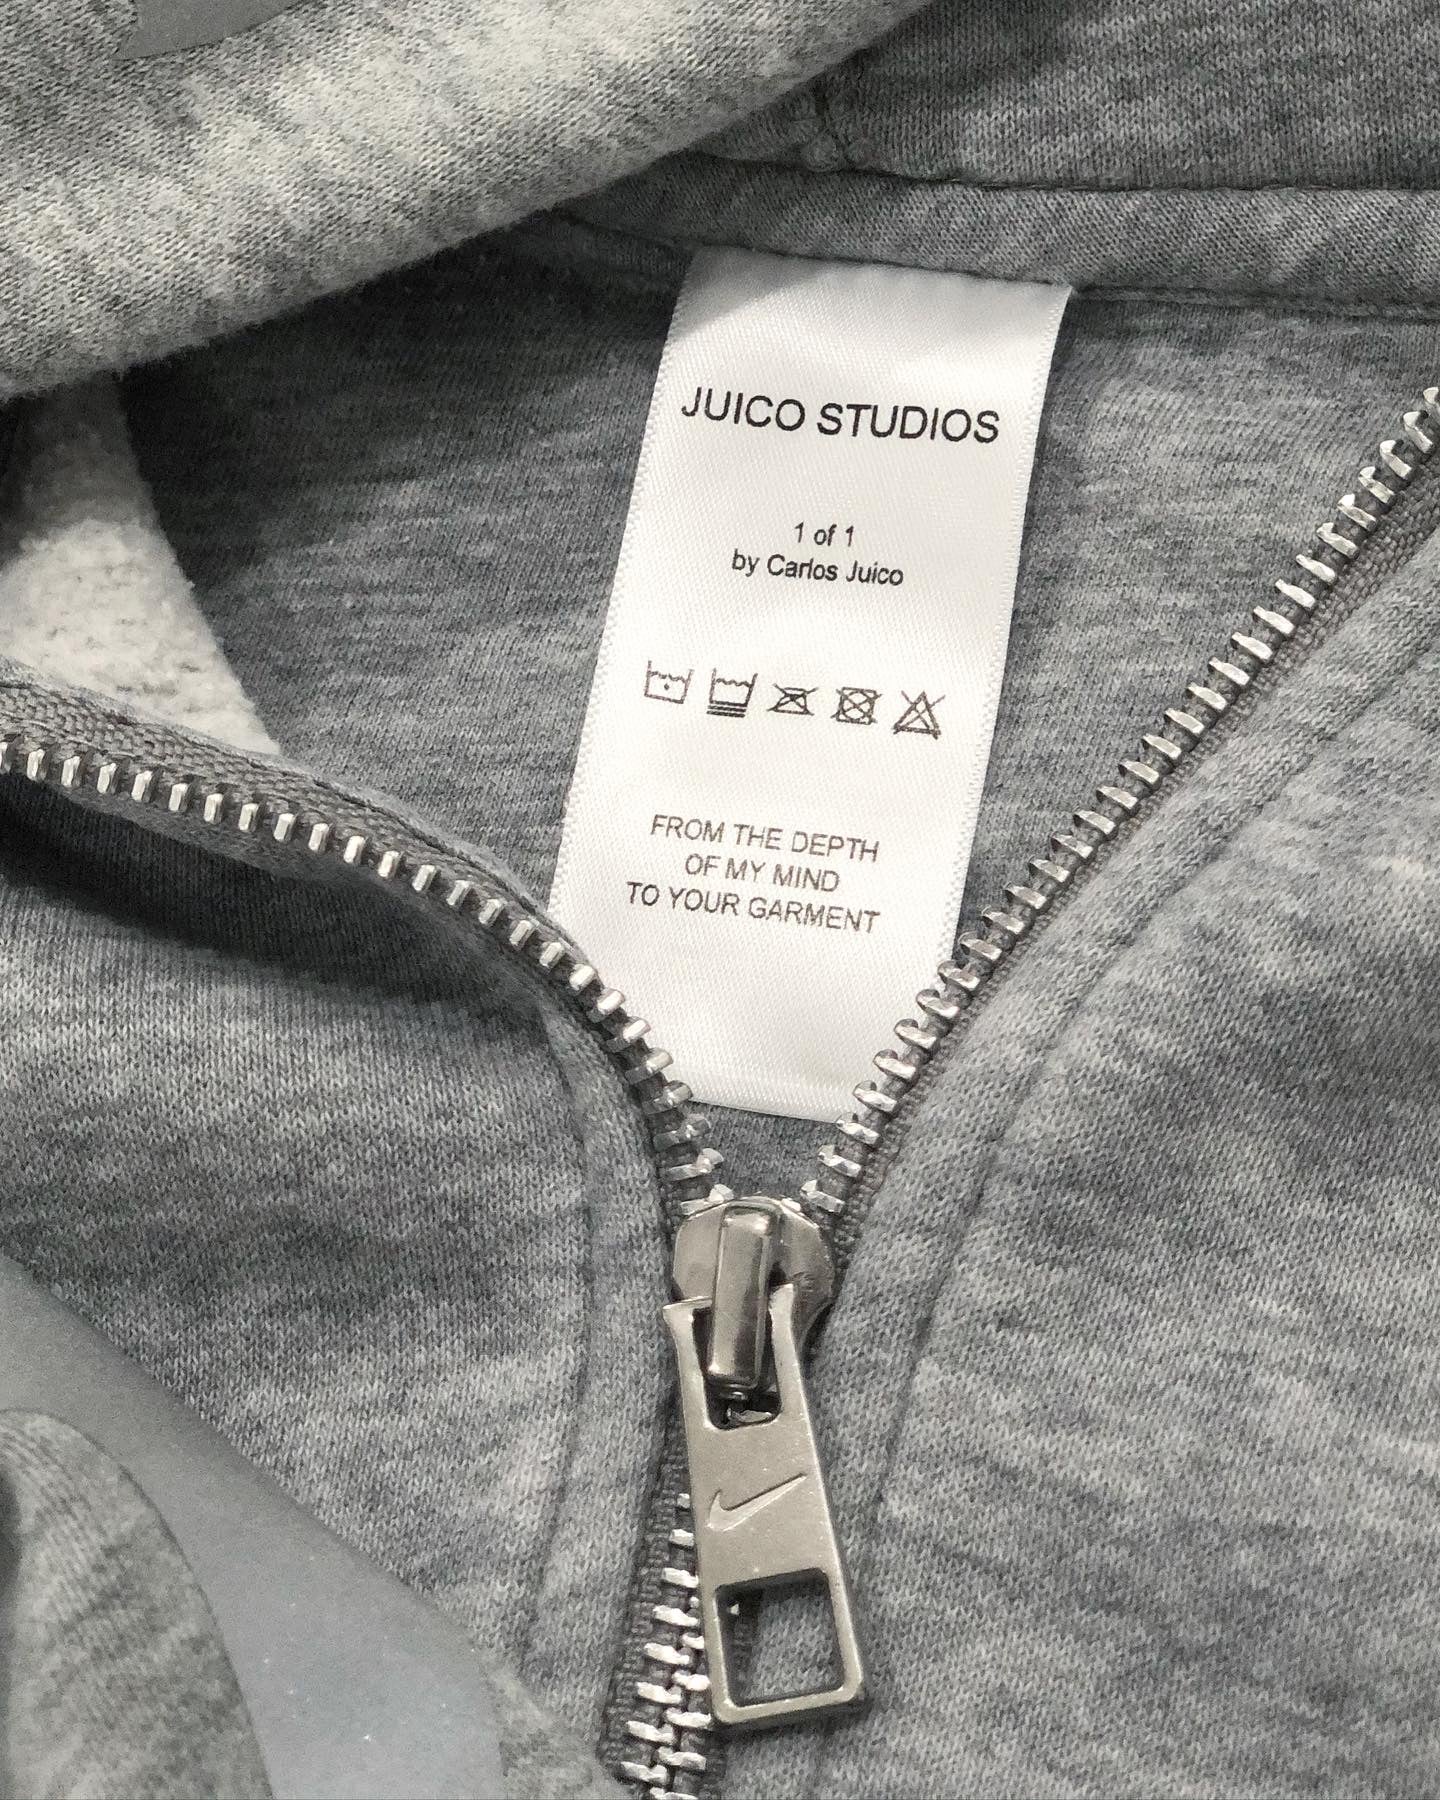 JUICO STUDIOS
1 of 1
by Carlos Juico
FROM THE DEPTH
OF MY MIND
TO YOUR GARMENT